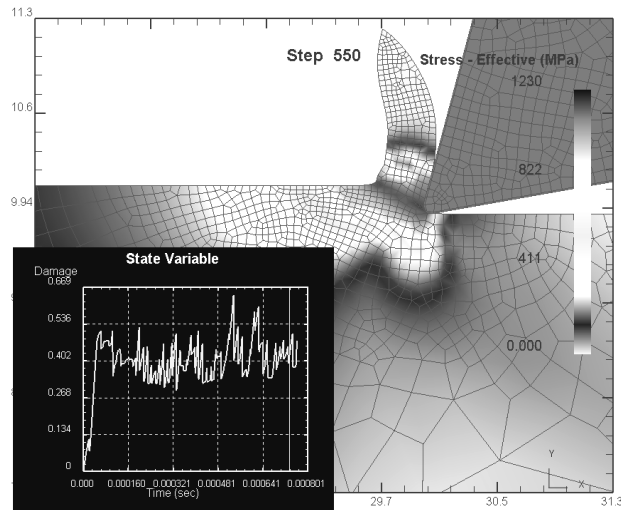 11.3
Step 550
Stress - Effective (MPa)
1230
10.6
822
9.94
411
0.000
State Variable
Damage
0.669
0.536
0.402
0.268
0.134
0
0.000 0.000160 0.000321 0.000481 0.000641 0.000801
Time (sec)
Y
X
29.7 30.5 31.3